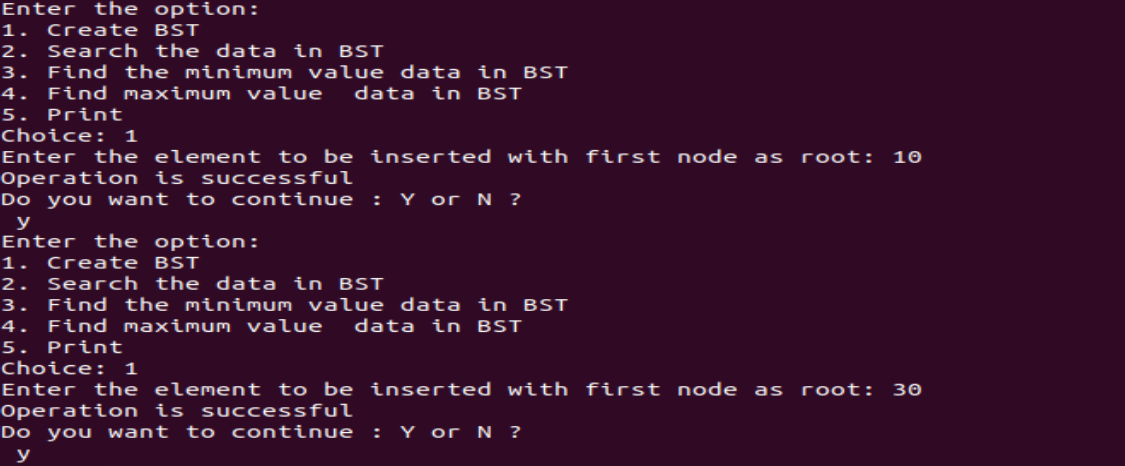 Enter the option:
1. Create BST
2. Search the data in BST
3. Find the minimum value data in BST
4. Find maximum value  data in BST
5. Print
Choice: 1
Enter the element to be inserted with first node as root: 10
Operation is successful
Do you want to continue : Y or N ?
 y
Enter the option:
1. Create BST
2. Search the data in BST
3. Find the minimum value data in BST
4. Find maximum value  data in BST
5. Print
Choice: 1
Enter the element to be inserted with first node as root: 30
Operation is successful
Do you want to continue : Y or N ?
 y